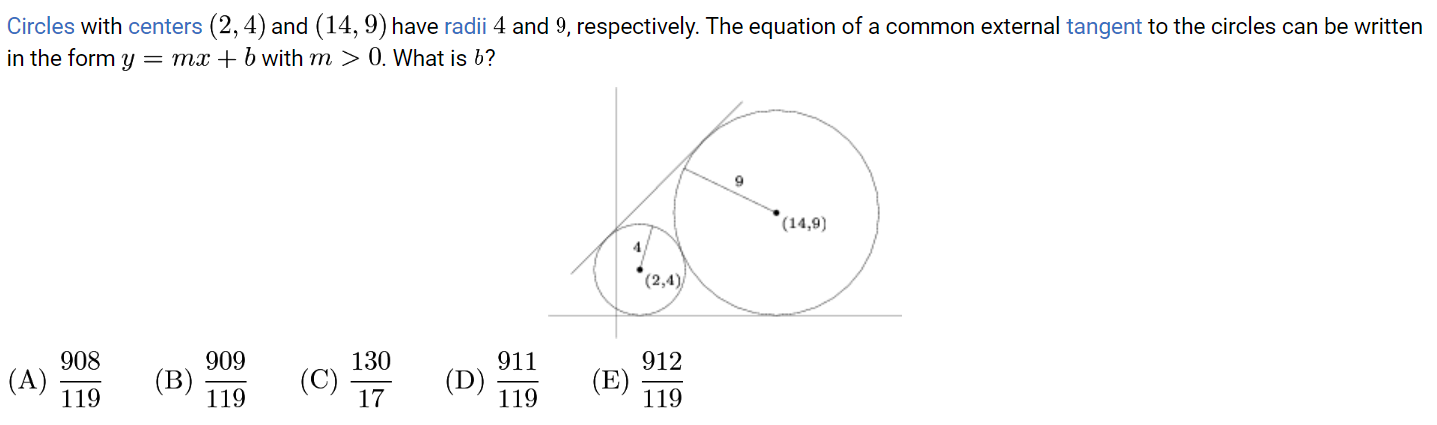 Circles with centers (2, 4) and (14, 9) have radii 4 and 9, respectively. The equation of a common external tangent to the circles can be written
in the form y = mx + b with m > 0. What is b?
9
(14,9)
4
(2,4)
(A) 908/119 (B) 909/119 (C) 130/17 (D) 911/119 (E) 912/119